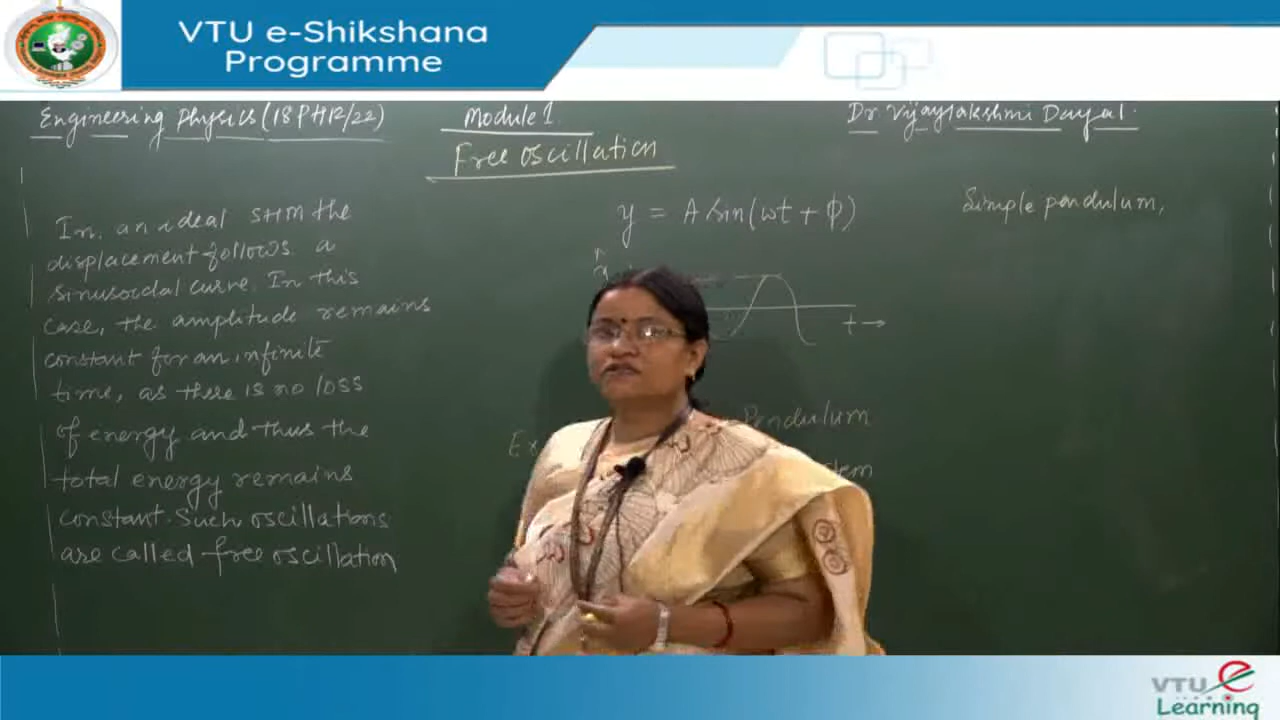 VTU e-Shikshana
Programme
Engineering Physics (18PHY12/22)
Module 1
Dr Vijaylakshmi Dayal
Free oscillation
In, an ideal SHM the
displacement follows a
sinusoidal curve. In this
case, the amplitude remains
constant for an infinite
time, as there is no loss
of energy and thus the
total energy remains
constant. Such oscillations
are called free oscillation
y = A sin(ωt + φ)
t →
Ex
Pendulum
Simple pendulum,
VTU e
Learning